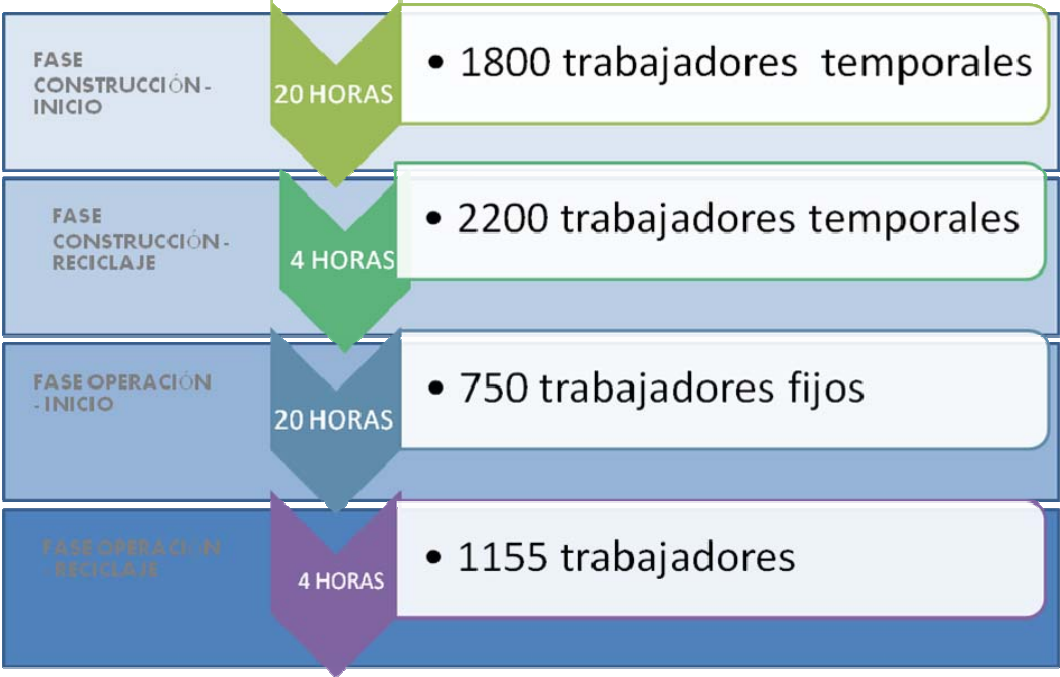 FASE
CONSTRUCCIÓN -
INICIO
20 HORAS
• 1800 trabajadores temporales
FASE
CONSTRUCCIÓN -
RECICLAJE
4 HORAS
• 2200 trabajadores temporales
FASE OPERACIÓN
- INICIO
20 HORAS
• 750 trabajadores fijos
FASE OPERACIÓN
- RECICLAJE
4 HORAS
• 1155 trabajadores